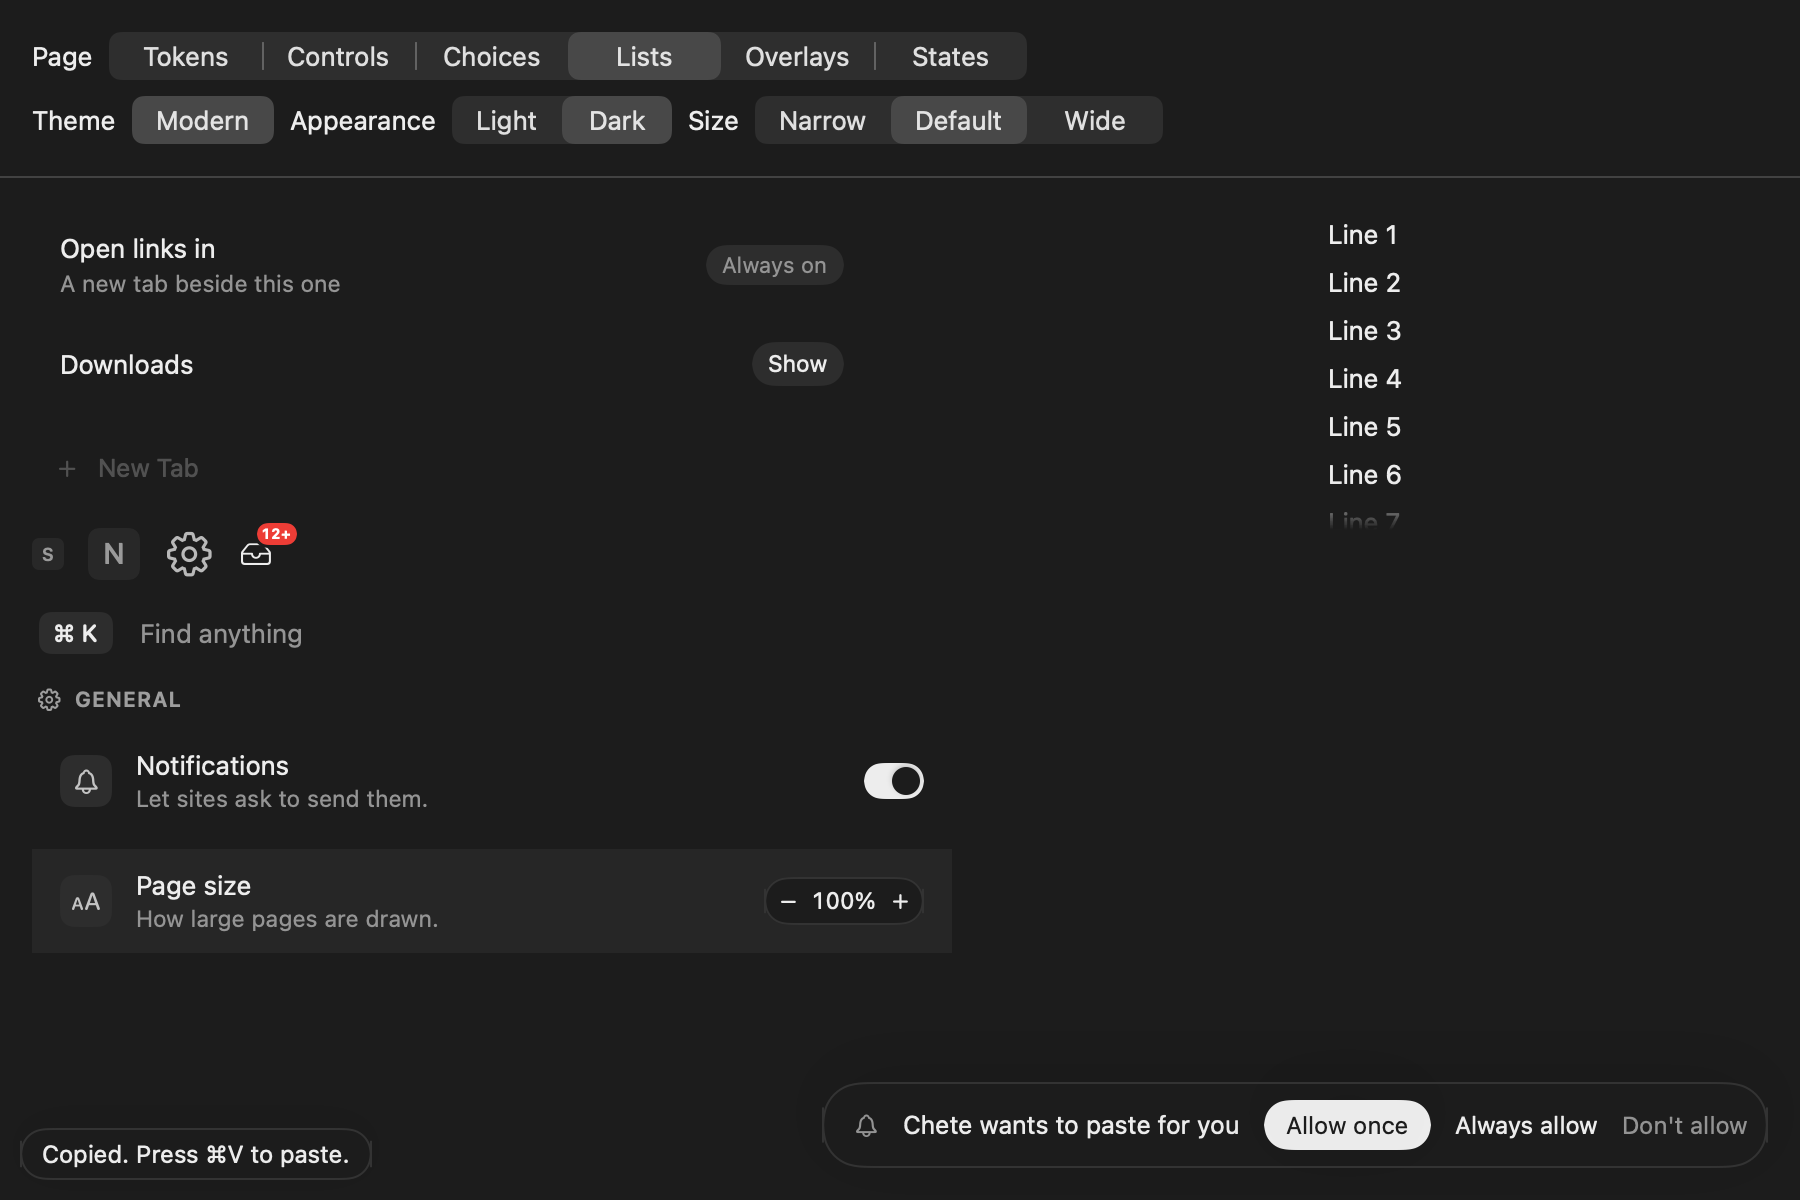 Page Tokens Controls Choices Lists Overlays States
Theme Modern Appearance Light Dark Size Narrow Default Wide
Open links in
A new tab beside this one
Always on
Downloads
Show
+ New Tab
S N 12+
⌘ K Find anything
GENERAL
Notifications
Let sites ask to send them.
AA
Page size
How large pages are drawn.
− 100% +
Line 1
Line 2
Line 3
Line 4
Line 5
Line 6
Line 7
Copied. Press ⌘V to paste.
Chete wants to paste for you Allow once Always allow Don't allow